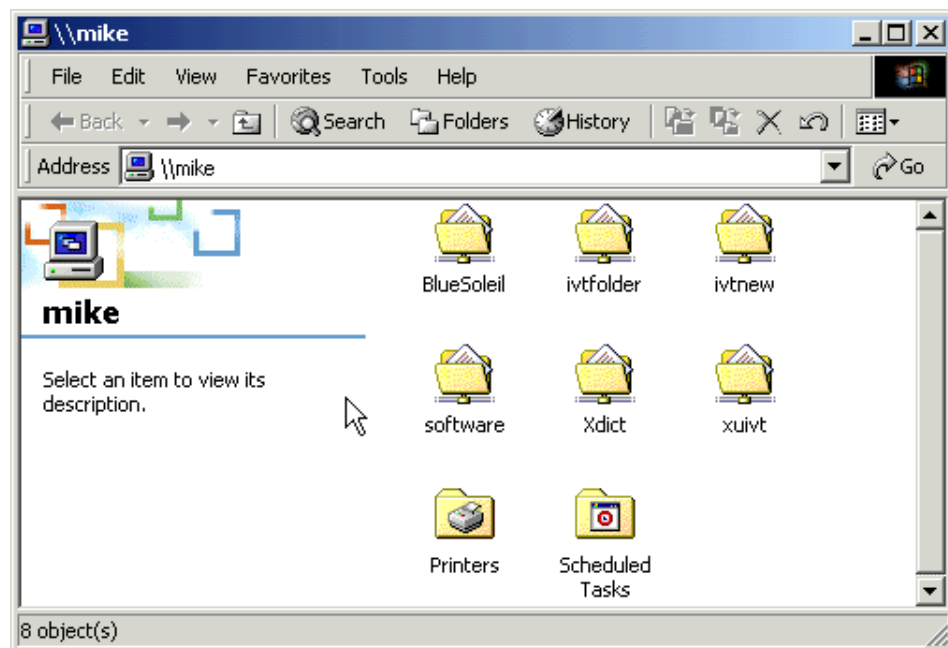 \\mike
File Edit View Favorites Tools Help
Back Search Folders History
Address \\mike Go
mike
Select an item to view its
description.
BlueSoleil ivtfolder ivtnew
software Xdict xuivt
Printers Scheduled
Tasks
8 object(s)